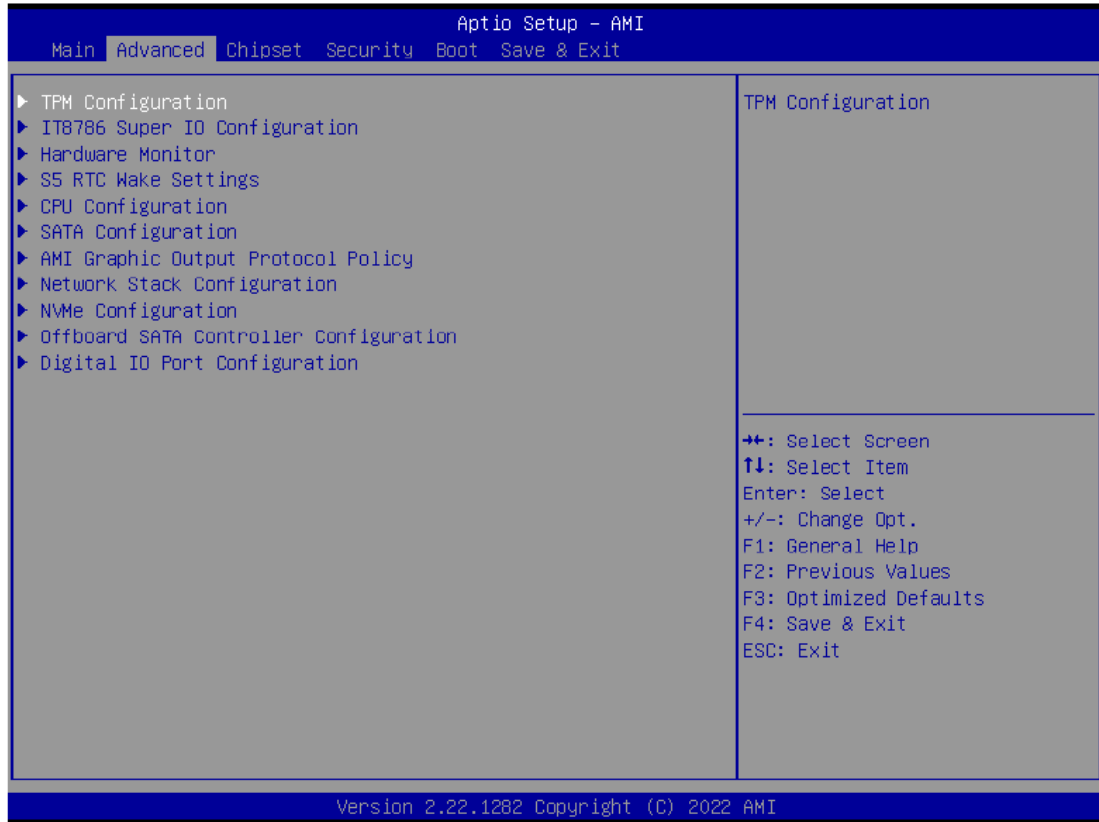 Aptio Setup – AMI
Main Advanced Chipset Security Boot Save & Exit
TPM Configuration
IT8786 Super IO Configuration
Hardware Monitor
S5 RTC Wake Settings
CPU Configuration
SATA Configuration
AMI Graphic Output Protocol Policy
Network Stack Configuration
NVMe Configuration
Offboard SATA Controller Configuration
Digital IO Port Configuration
TPM Configuration
→←: Select Screen
↑↓: Select Item
Enter: Select
+/-: Change Opt.
F1: General Help
F2: Previous Values
F3: Optimized Defaults
F4: Save & Exit
ESC: Exit
Version 2.22.1282 Copyright (C) 2022 AMI